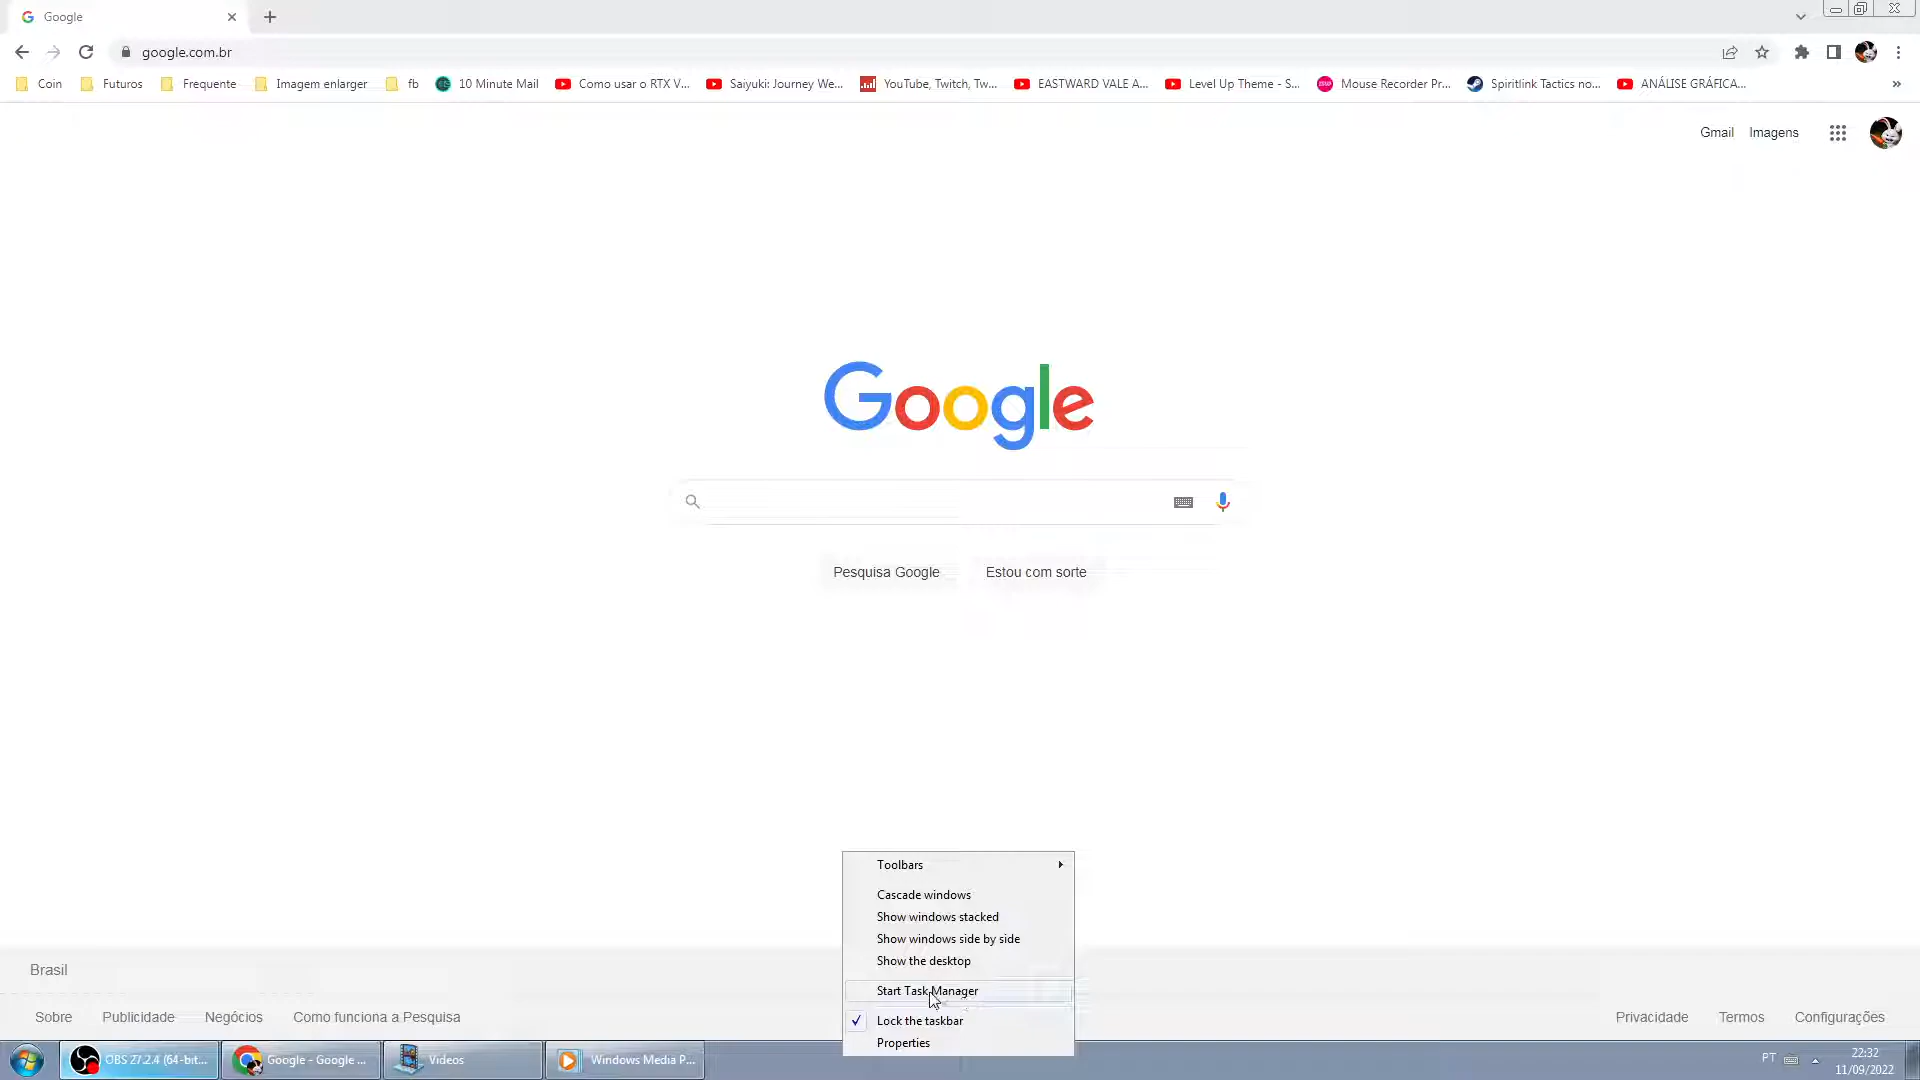 Google
google.com.br
Coin Futuros Frequente Imagem enlarger fb 10 Minute Mail Como usar o RTX V... Saiyuki: Journey We... YouTube, Twitch, Tw... EASTWARD VALE A... Level Up Theme - S... Mouse Recorder Pr... Spiritlink Tactics no... ANÁLISE GRÁFICA... »
Gmail Imagens
Google
Pesquisa Google Estou com sorte
Toolbars
Cascade windows
Show windows stacked
Show windows side by side
Show the desktop
Start Task Manager
Lock the taskbar
Properties
Brasil
Sobre Publicidade Negócios Como funciona a Pesquisa Privacidade Termos Configurações
OBS 27.2.4 (64-bit... Google - Google ... Videos Windows Media P... PT 22:32
11/09/2022